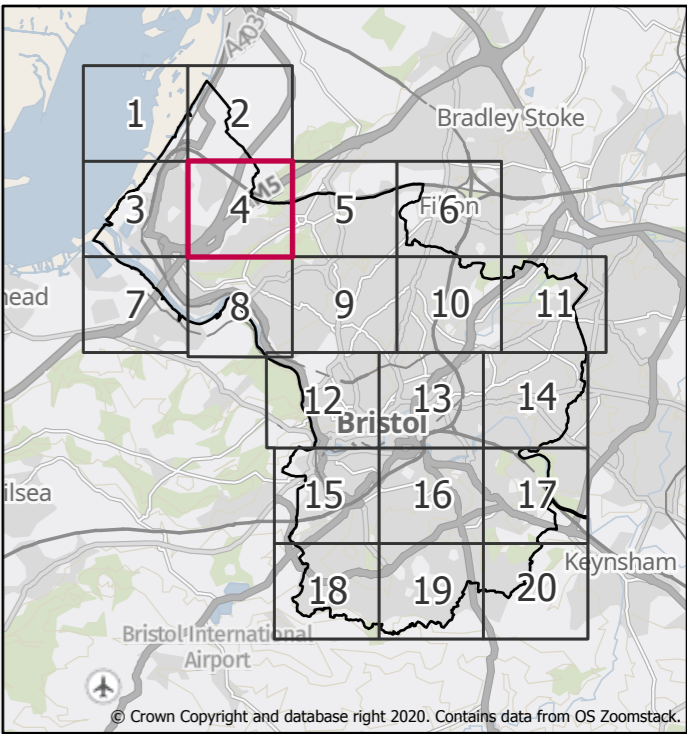 A403
1
2
Bradley Stoke
M5
3
4
5
6
Filton
head
7
8
9
10
11
12
13
14
Bristol
ilsea
15
16
17
Keynsham
18
19
20
Bristol International
Airport
© Crown Copyright and database right 2020. Contains data from OS Zoomstack.